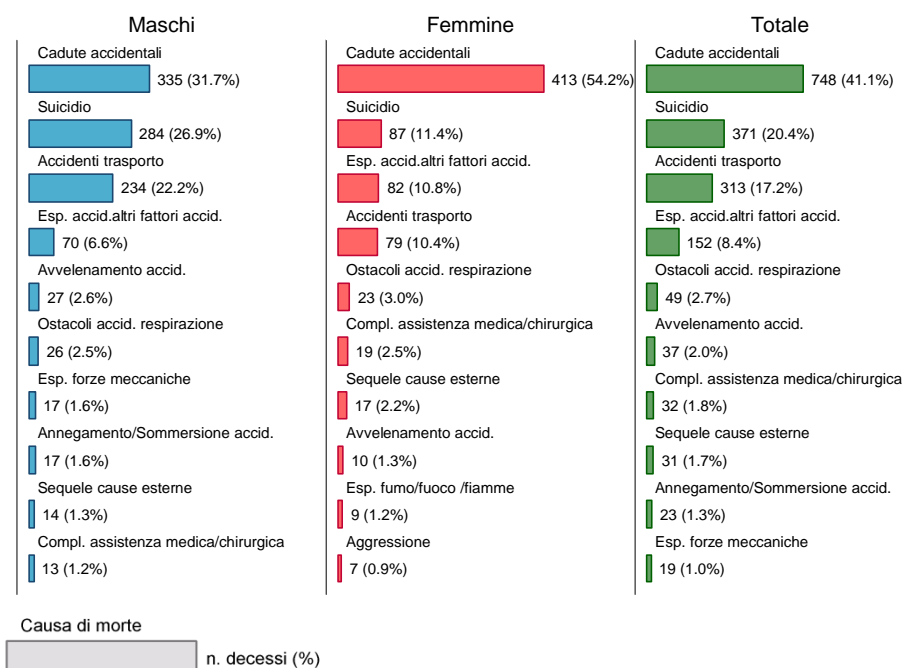 Maschi
Cadute accidentali
335 (31.7%)
Suicidio
284 (26.9%)
Accidenti trasporto
234 (22.2%)
Esp. accid.altri fattori accid.
70 (6.6%)
Avvelenamento accid.
27 (2.6%)
Ostacoli accid. respirazione
26 (2.5%)
Esp. forze meccaniche
17 (1.6%)
Annegamento/Sommersione accid.
17 (1.6%)
Sequele cause esterne
14 (1.3%)
Compl. assistenza medica/chirurgica
13 (1.2%)
Femmine
Cadute accidentali
413 (54.2%)
Suicidio
87 (11.4%)
Esp. accid.altri fattori accid.
82 (10.8%)
Accidenti trasporto
79 (10.4%)
Ostacoli accid. respirazione
23 (3.0%)
Compl. assistenza medica/chirurgica
19 (2.5%)
Sequele cause esterne
17 (2.2%)
Avvelenamento accid.
10 (1.3%)
Esp. fumo/fuoco /fiamme
9 (1.2%)
Aggressione
7 (0.9%)
Totale
Cadute accidentali
748 (41.1%)
Suicidio
371 (20.4%)
Accidenti trasporto
313 (17.2%)
Esp. accid.altri fattori accid.
152 (8.4%)
Ostacoli accid. respirazione
49 (2.7%)
Avvelenamento accid.
37 (2.0%)
Compl. assistenza medica/chirurgica
32 (1.8%)
Sequele cause esterne
31 (1.7%)
Annegamento/Sommersione accid.
23 (1.3%)
Esp. forze meccaniche
19 (1.0%)
Causa di morte
n. decessi (%)